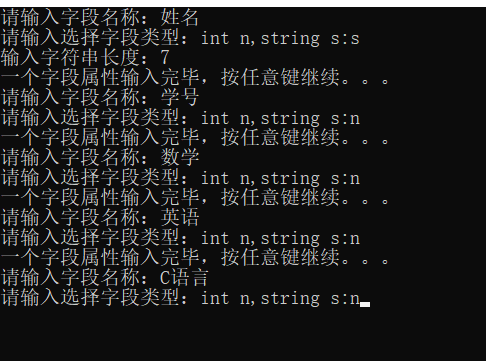 请输入字段名称：姓名
请输入选择字段类型：int n,string s:s
输入字符串长度：7
一个字段属性输入完毕，按任意键继续。。。
请输入字段名称：学号
请输入选择字段类型：int n,string s:n
一个字段属性输入完毕，按任意键继续。。。
请输入字段名称：数学
请输入选择字段类型：int n,string s:n
一个字段属性输入完毕，按任意键继续。。。
请输入字段名称：英语
请输入选择字段类型：int n,string s:n
一个字段属性输入完毕，按任意键继续。。。
请输入字段名称：C语言
请输入选择字段类型：int n,string s:n